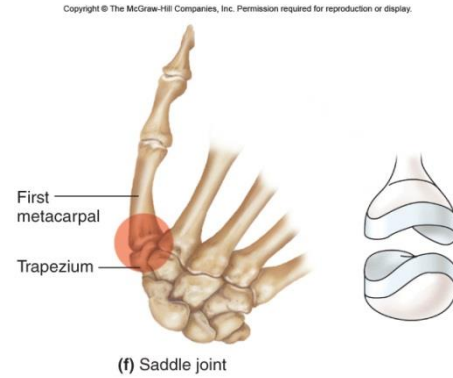 Copyright © The McGraw-Hill Companies, Inc. Permission required for reproduction or display.
First
metacarpal
Trapezium
(f) Saddle joint